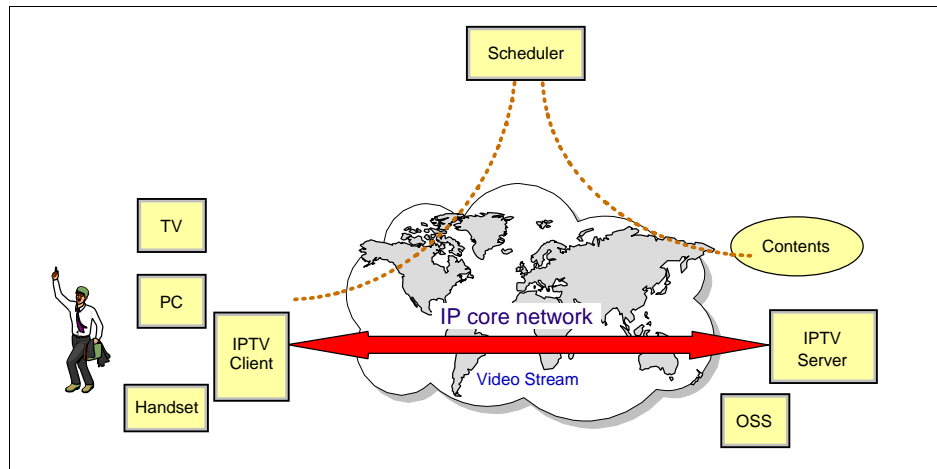 Scheduler
TV
Contents
PC
IP core network
IPTV
Client
IPTV
Server
Video Stream
Handset
OSS